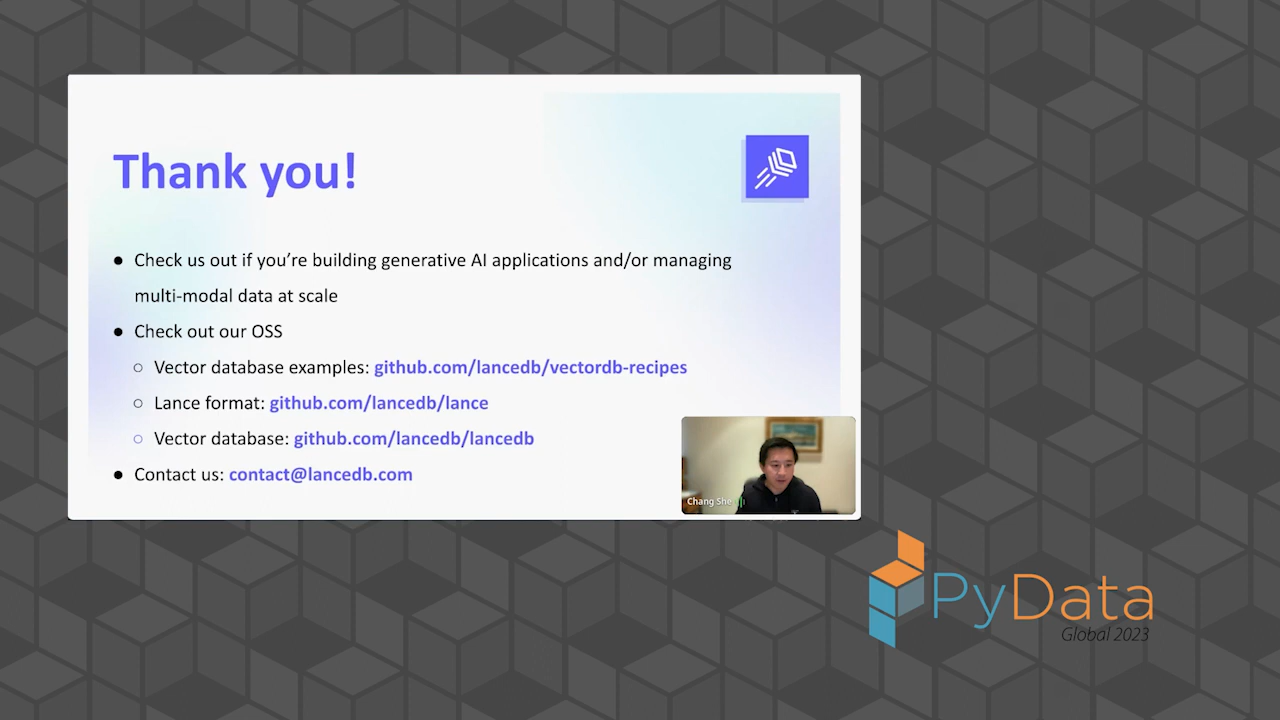 Thank you!
● Check us out if you’re building generative AI applications and/or managing
multi-modal data at scale
● Check out our OSS
○ Vector database examples: github.com/lancedb/vectordb-recipes
○ Lance format: github.com/lancedb/lance
○ Vector database: github.com/lancedb/lancedb
● Contact us: contact@lancedb.com
Chang She
PyData
Global 2023